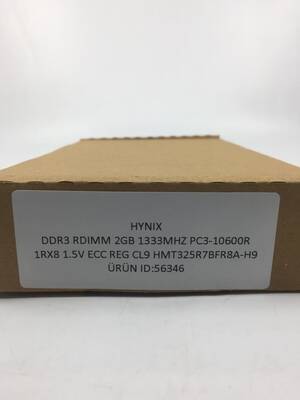 HYNIX
DDR3 RDIMM 2GB 1333MHZ PC3-10600R
1RX8 1.5V ECC REG CL9 HMT325R7BFR8A-H9
ÜRÜN ID:56346